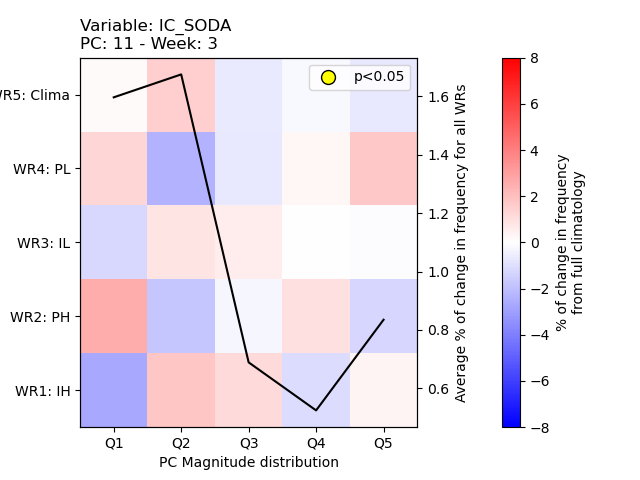 Variable: IC_SODA
PC: 11 - Week: 3
p<0.05
WR5: Clima
WR4: PL
WR3: IL
WR2: PH
WR1: IH
Q1 Q2 Q3 Q4 Q5
PC Magnitude distribution
1.6
1.4
1.2
1.0
0.8
0.6
Average % of change in frequency for all WRs
8
6
4
2
0
−2
−4
−6
−8
% of change in frequency
from full climatology